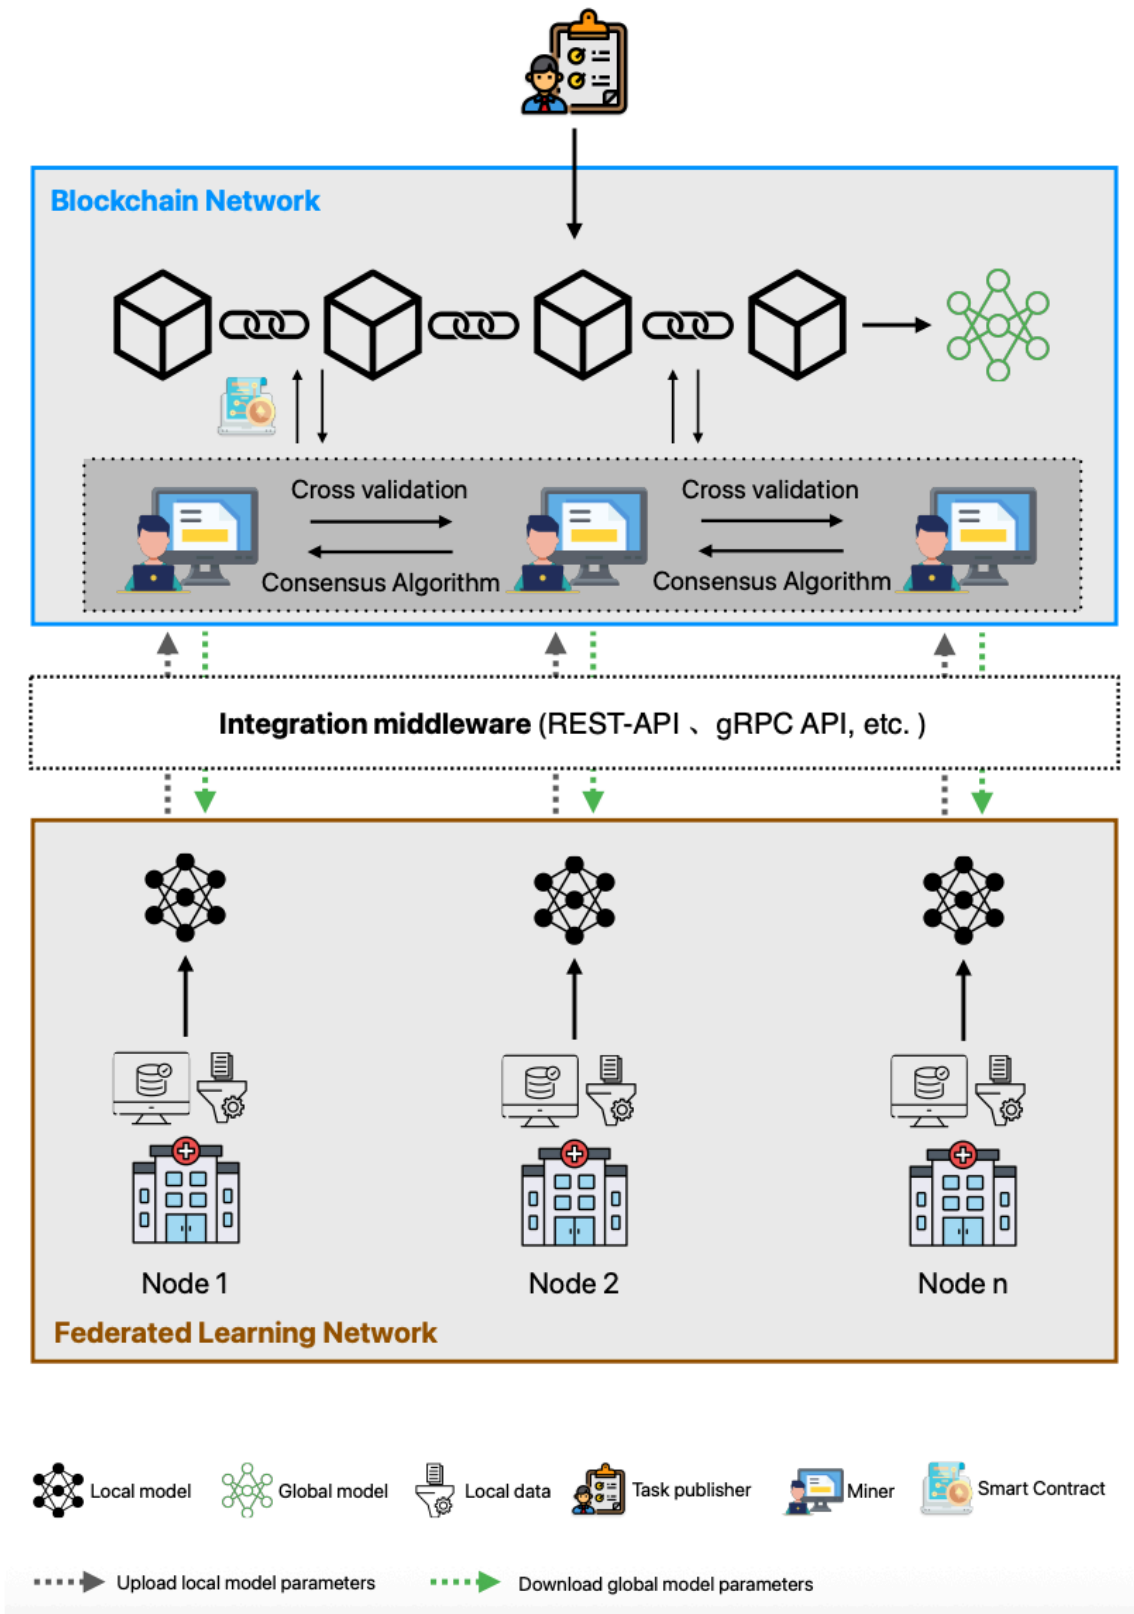 Blockchain Network
Cross validation
Cross validation
Consensus Algorithm
Consensus Algorithm
Integration middleware (REST-API 、gRPC API, etc. )
Node 1
Node 2
Node n
Federated Learning Network
Local model
Global model
Local data
Task publisher
Miner
Smart Contract
Upload local model parameters
Download global model parameters